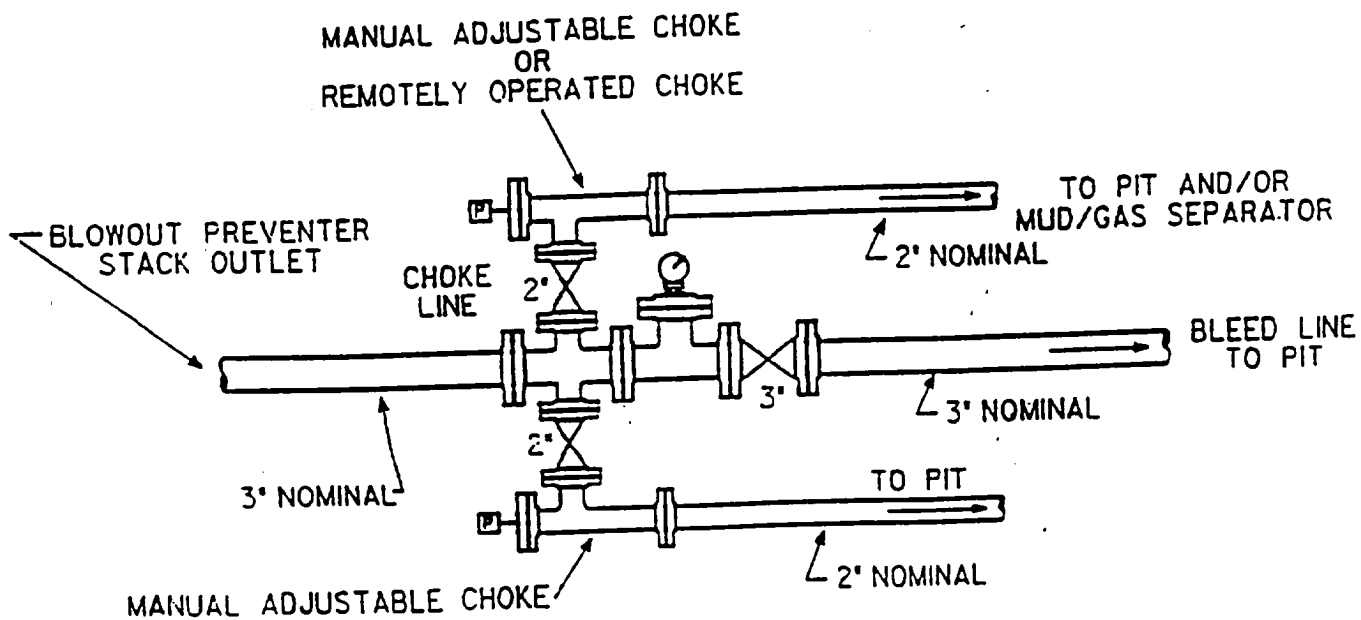 MANUAL ADJUSTABLE CHOKE
OR
REMOTELY OPERATED CHOKE
P
TO PIT AND/OR
MUD/GAS SEPARATOR
2" NOMINAL
BLOWOUT PREVENTER
STACK OUTLET
CHOKE
LINE
2"
BLEED LINE
TO PIT
3"
3" NOMINAL
2"
3" NOMINAL
TO PIT
P
2" NOMINAL
MANUAL ADJUSTABLE CHOKE